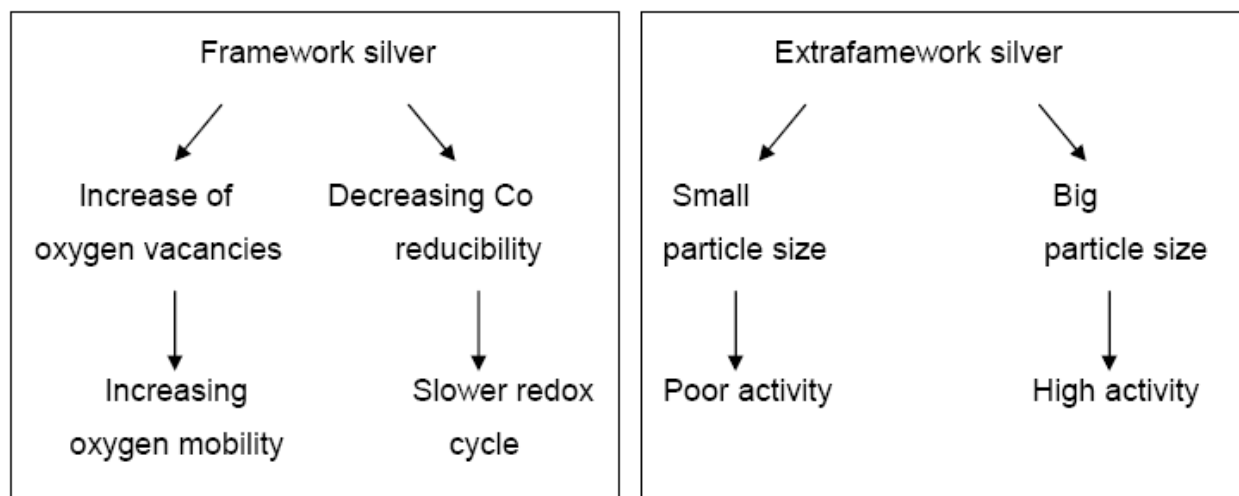 Framework silver
Increase of
oxygen vacancies
Decreasing Co
reducibility
Increasing
oxygen mobility
Slower redox
cycle
Extrafamework silver
Small
particle size
Big
particle size
Poor activity
High activity